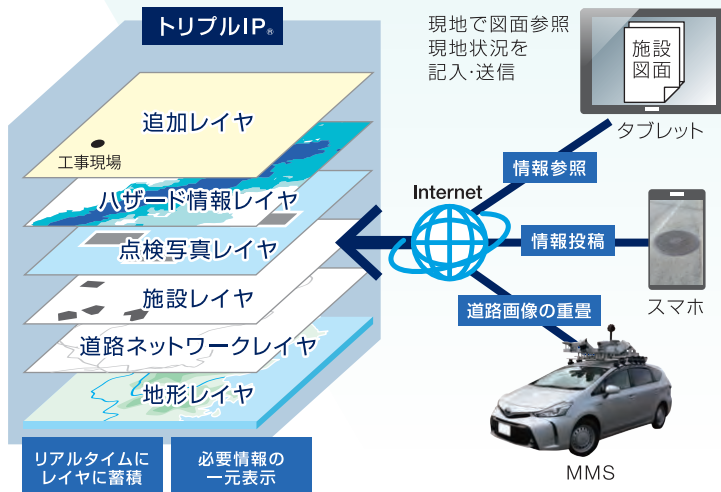 トリプルIP®
追加レイヤ
工事現場
ハザード情報レイヤ
点検写真レイヤ
施設レイヤ
道路ネットワークレイヤ
地形レイヤ
リアルタイムに
レイヤに蓄積
必要情報の
一元表示
現地で図面参照
現地状況を
記入・送信
施設
図面
タブレット
情報参照
Internet
情報投稿
スマホ
道路画像の重畳
MMS